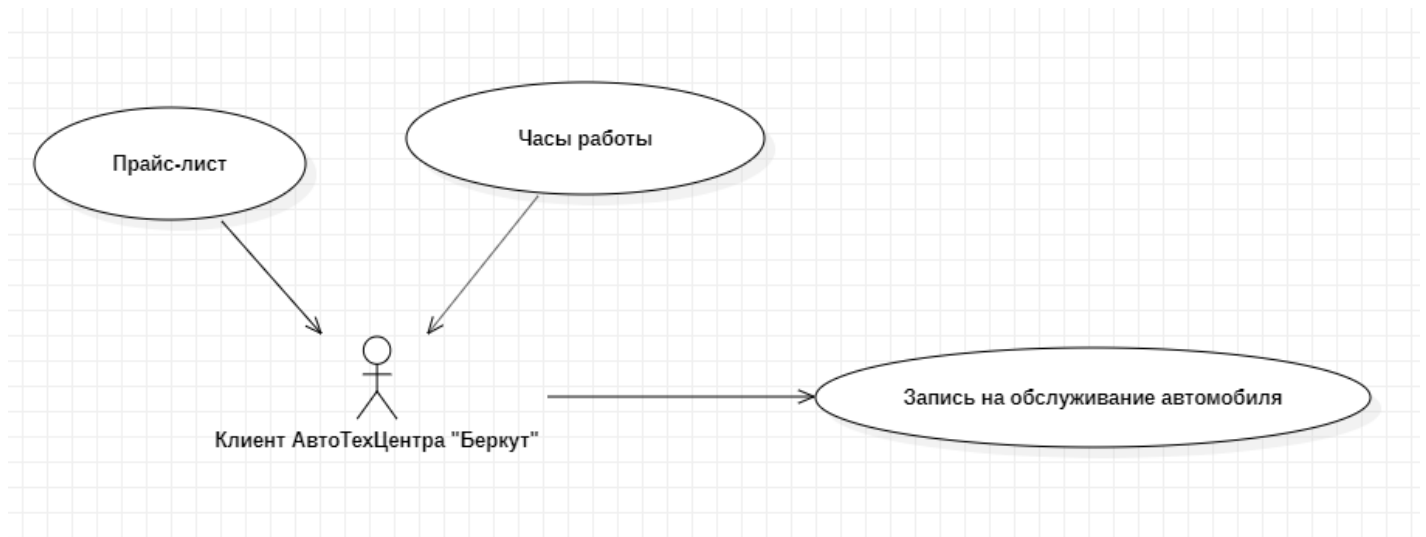 Прайс-лист
Часы работы
Запись на обслуживание автомобиля
Клиент АвтоТехЦентра "Беркут"